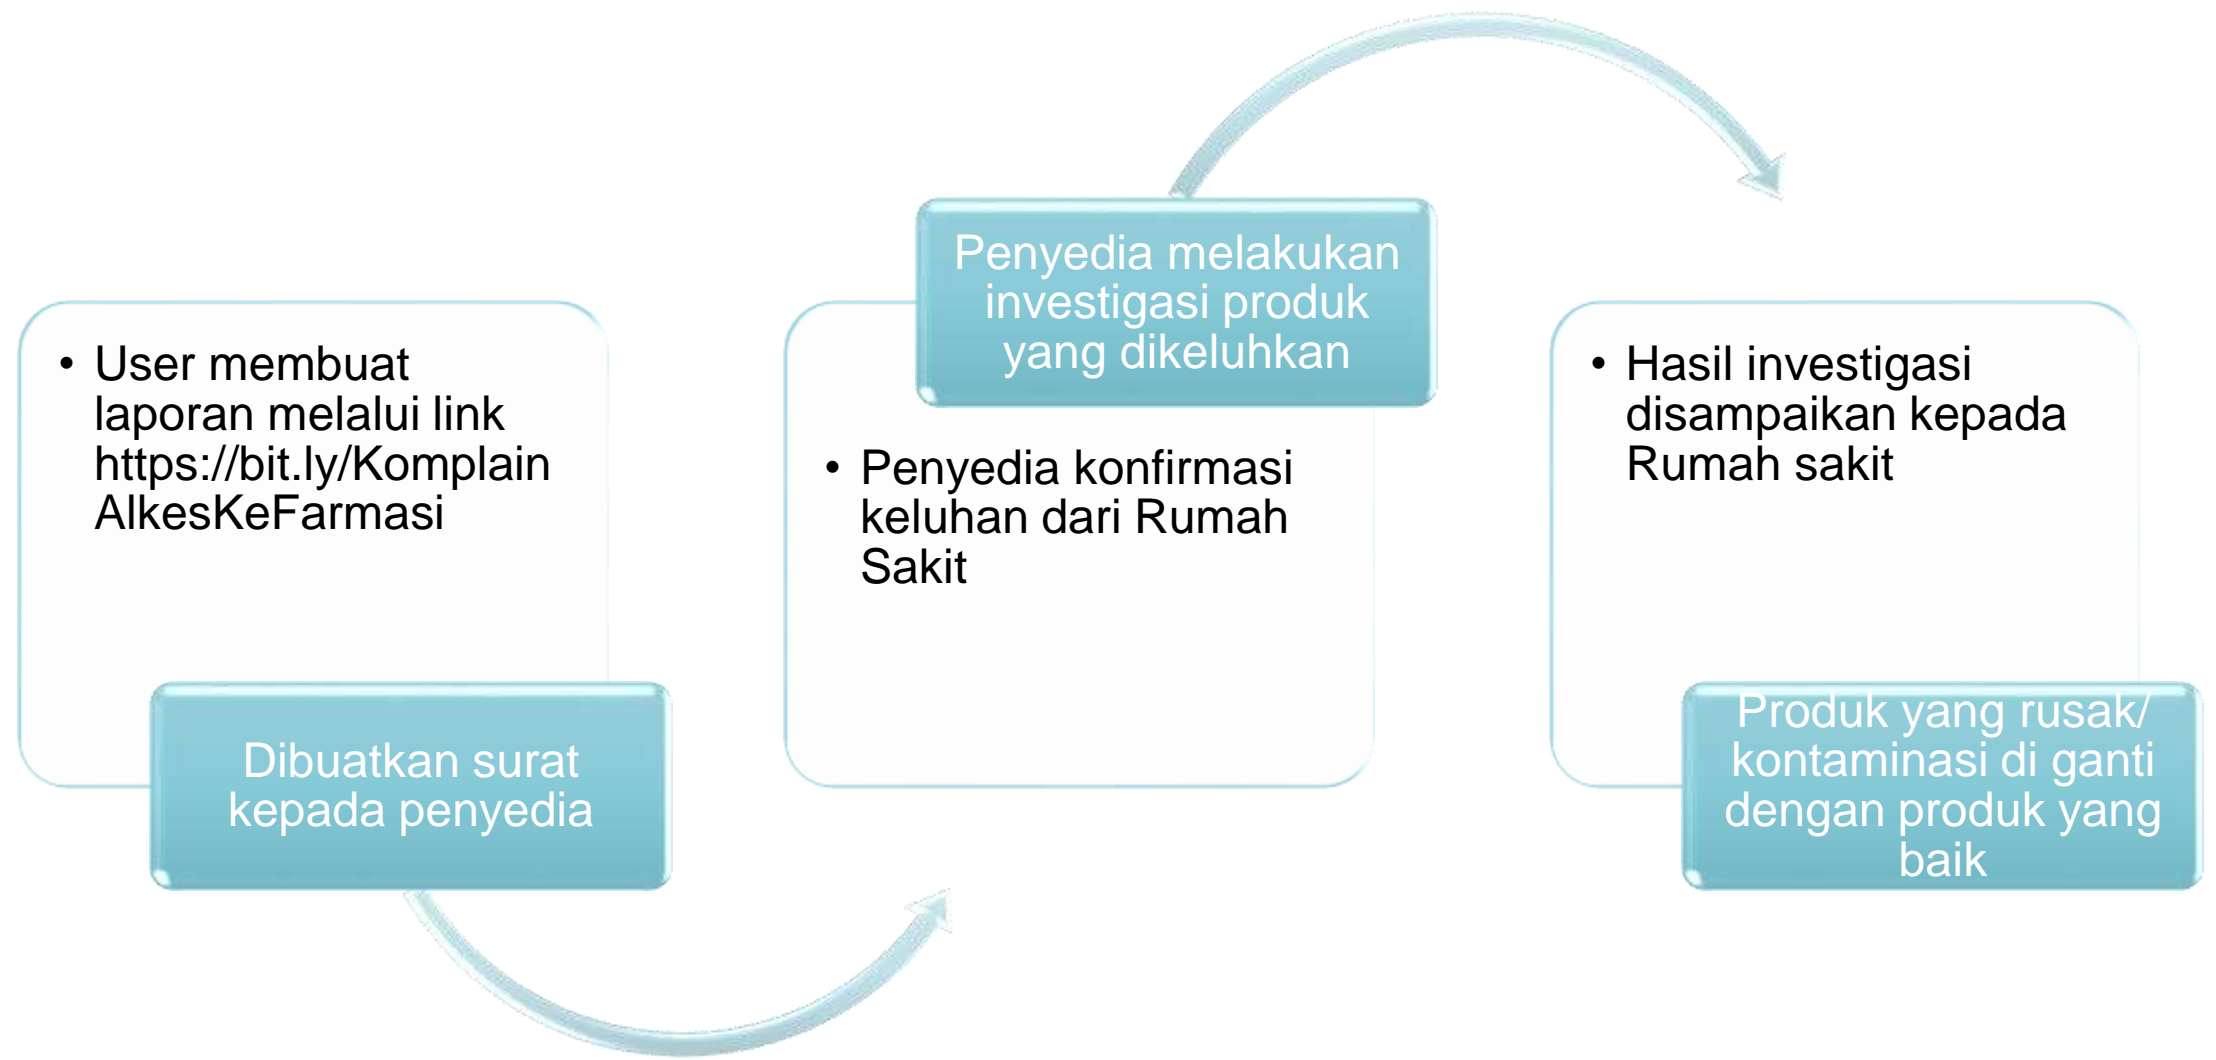 • User membuat
laporan melalui link
https://bit.ly/Komplain
AlkesKeFarmasi
Dibuatkan surat
kepada penyedia
Penyedia melakukan
investigasi produk
yang dikeluhkan
• Penyedia konfirmasi
keluhan dari Rumah
Sakit
• Hasil investigasi
disampaikan kepada
Rumah sakit
Produk yang rusak/
kontaminasi di ganti
dengan produk yang
baik